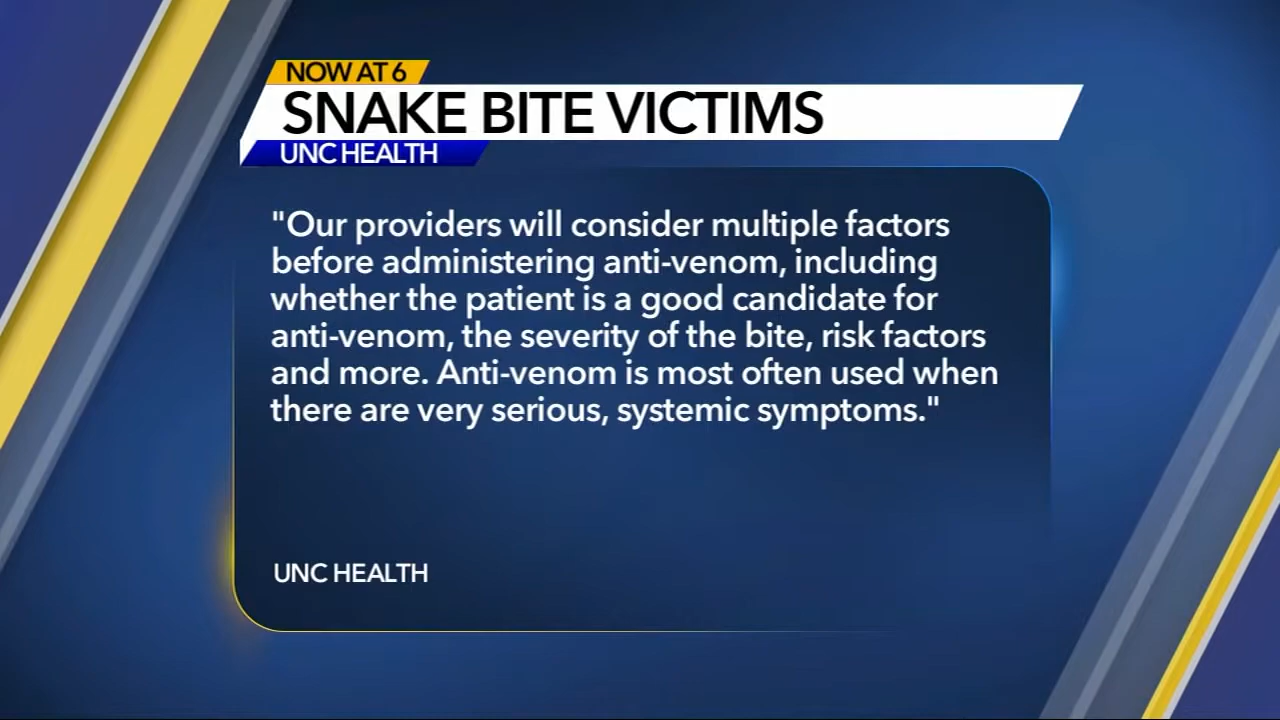 NOW AT 6
SNAKE BITE VICTIMS
UNC HEALTH
"Our providers will consider multiple factors
before administering anti-venom, including
whether the patient is a good candidate for
anti-venom, the severity of the bite, risk factors
and more. Anti-venom is most often used when
there are very serious, systemic symptoms."
UNC HEALTH